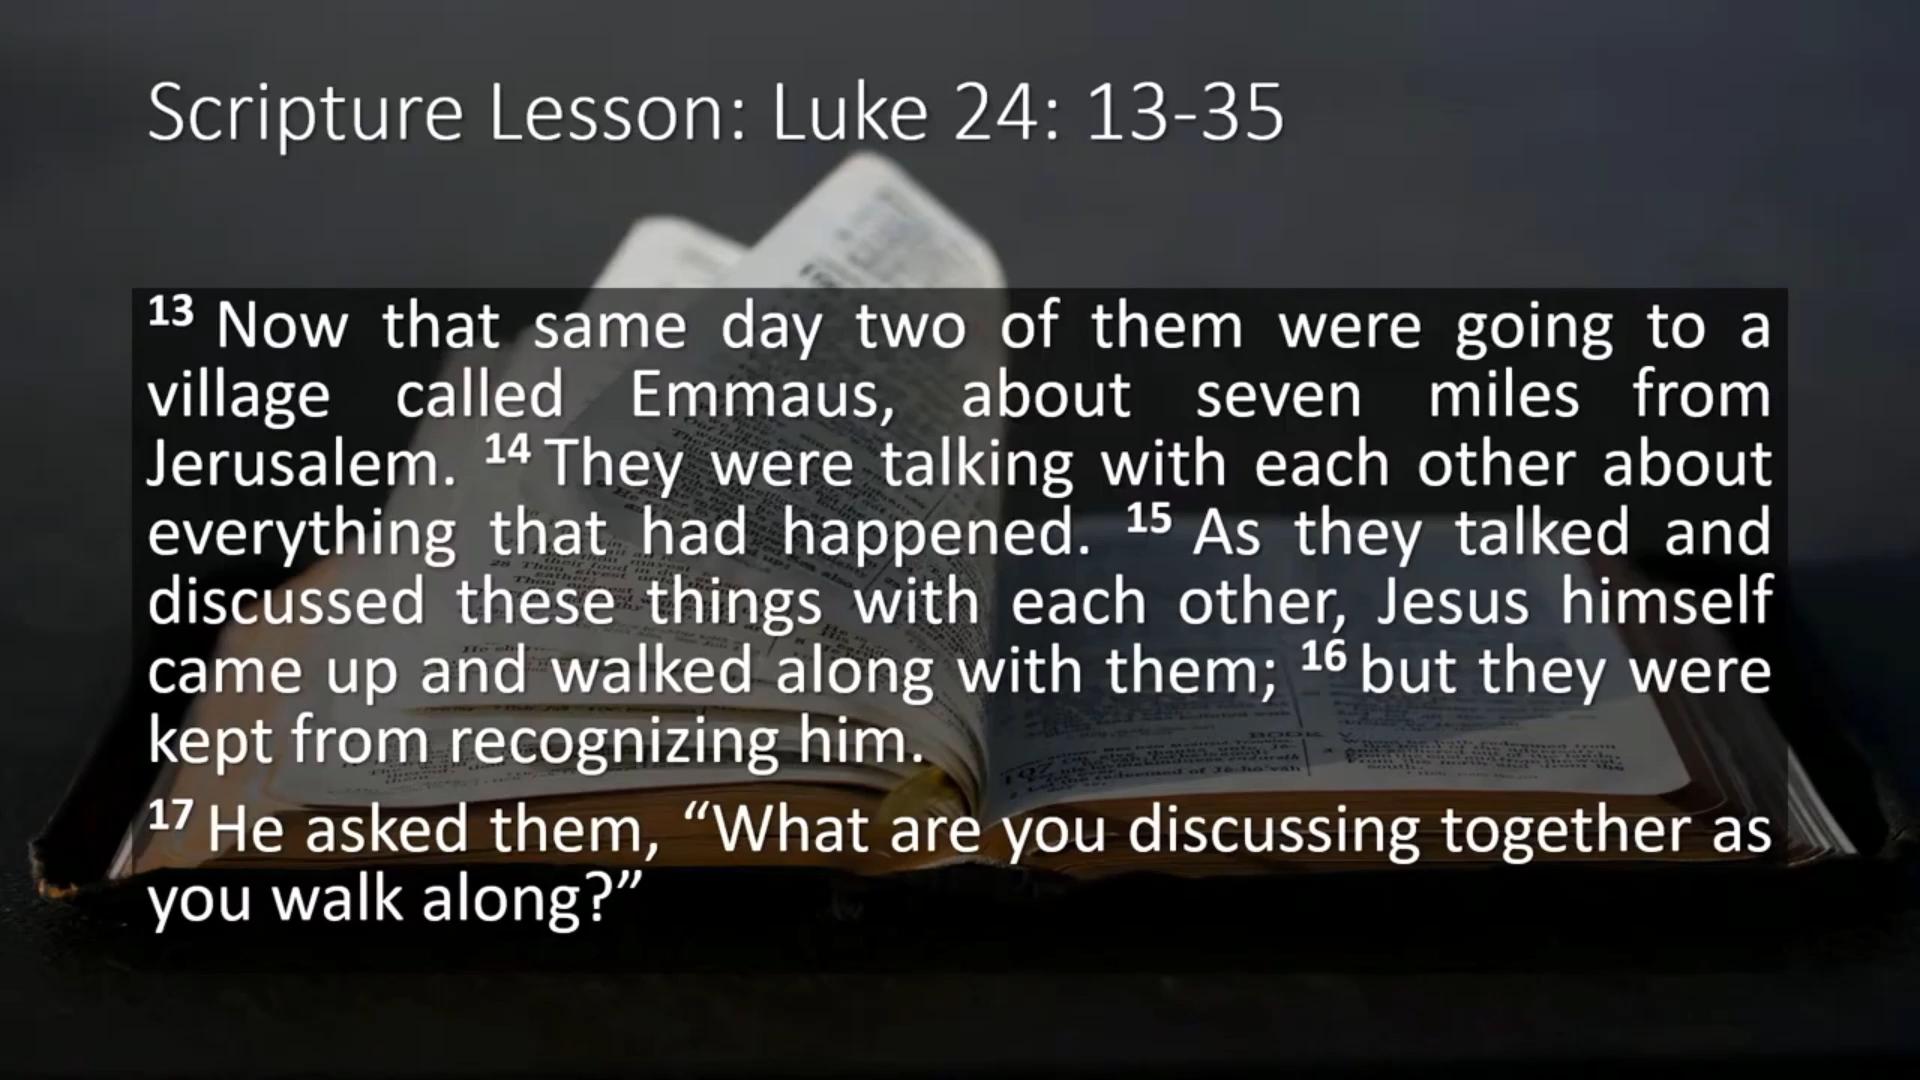 Scripture Lesson: Luke 24: 13-35
13 Now that same day two of them were going to a
village called Emmaus, about seven miles from
Jerusalem. 14 They were talking with each other about
everything that had happened. 15 As they talked and
discussed these things with each other, Jesus himself
came up and walked along with them; 16 but they were
kept from recognizing him.
17 He asked them, “What are you discussing together as
you walk along?”